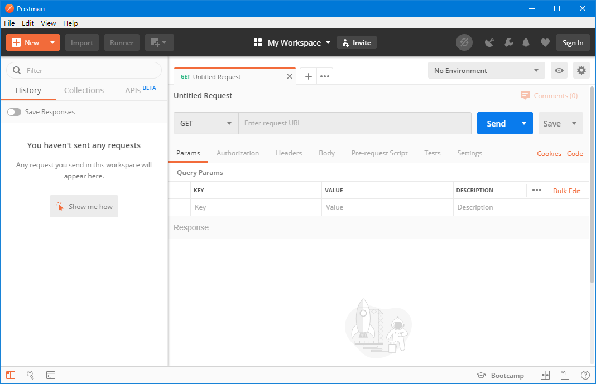 Postman
File Edit View Help
New Import Runner My Workspace Invite Sign In
Filter
History Collections APIs BETA
Save Responses
You haven't sent any requests
Any request you send in this workspace will
appear here.
Show me how
GET Untitled Request
No Environment
Untitled Request
Comments (0)
GET Enter request URL Send Save
Params Authorization Headers Body Pre-request Script Tests Settings Cookies Code
Query Params
KEY VALUE DESCRIPTION Bulk Edit
Key Value Description
Response
Bootcamp